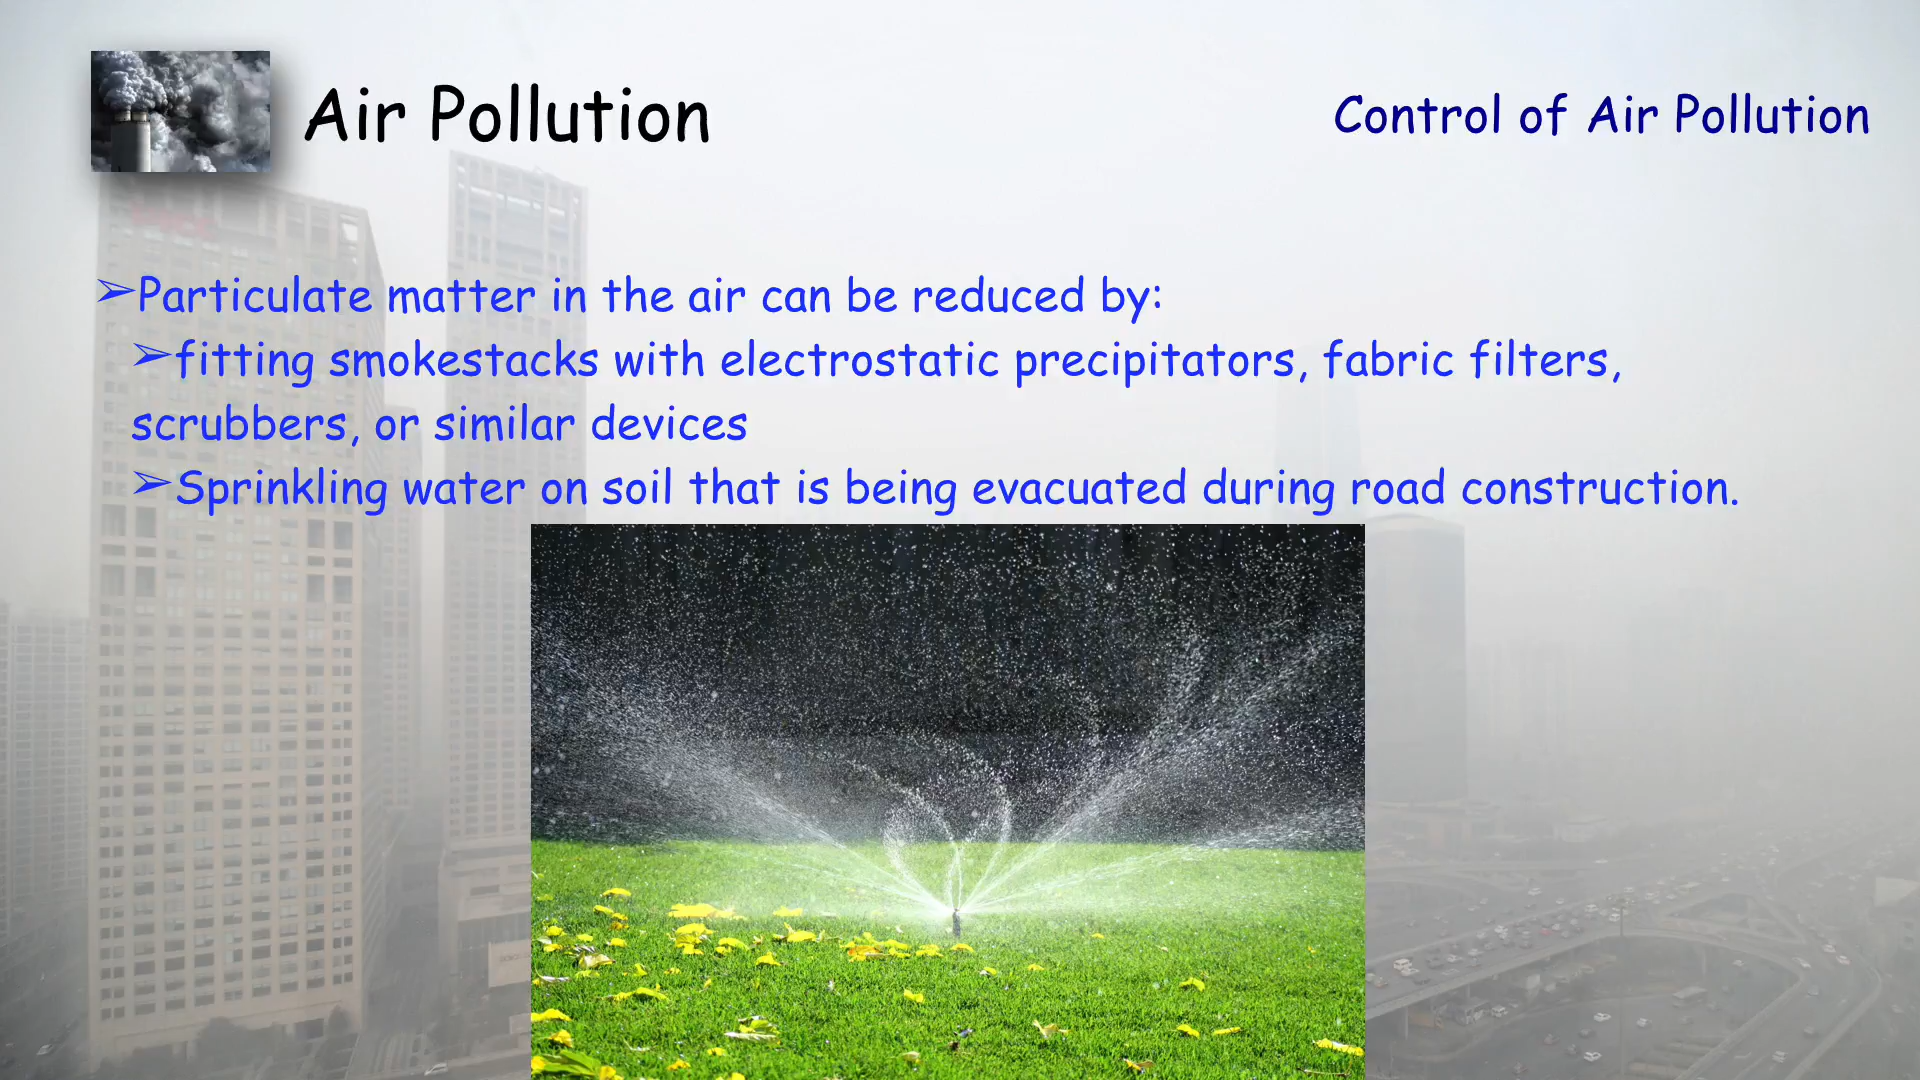 Air Pollution
Control of Air Pollution
➢Particulate matter in the air can be reduced by:
➢fitting smokestacks with electrostatic precipitators, fabric filters,
scrubbers, or similar devices
➢Sprinkling water on soil that is being evacuated during road construction.